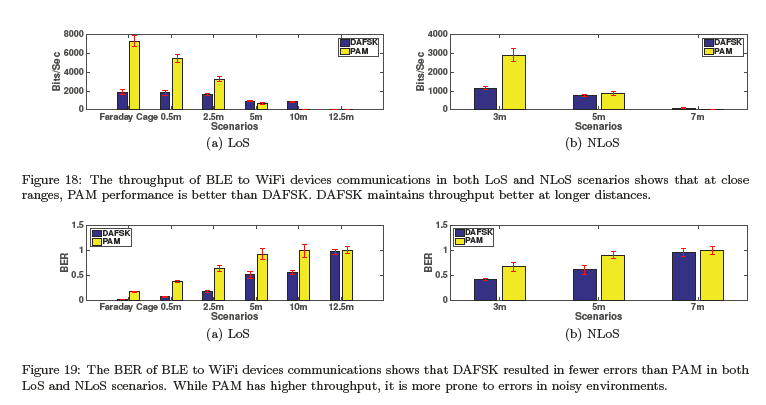 8000
6000
4000
2000
0
Bits/Sec
DAFSK
PAM
Faraday Cage 0.5m 2.5m 5m 10m 12.5m
Scenarios
(a) LoS
4000
3000
2000
1000
0
Bits/Sec
DAFSK
PAM
3m 5m 7m
Scenarios
(b) NLoS
Figure 18: The throughput of BLE to WiFi devices communications in both LoS and NLoS scenarios shows that at close
ranges, PAM performance is better than DAFSK. DAFSK maintains throughput better at longer distances.
1.5
1
0.5
0
BER
DAFSK
PAM
Faraday Cage 0.5m 2.5m 5m 10m 12.5m
Scenarios
(a) LoS
1.5
1
0.5
0
BER
DAFSK
PAM
3m 5m 7m
Scenarios
(b) NLoS
Figure 19: The BER of BLE to WiFi devices communications shows that DAFSK resulted in fewer errors than PAM in both
LoS and NLoS scenarios. While PAM has higher throughput, it is more prone to errors in noisy environments.